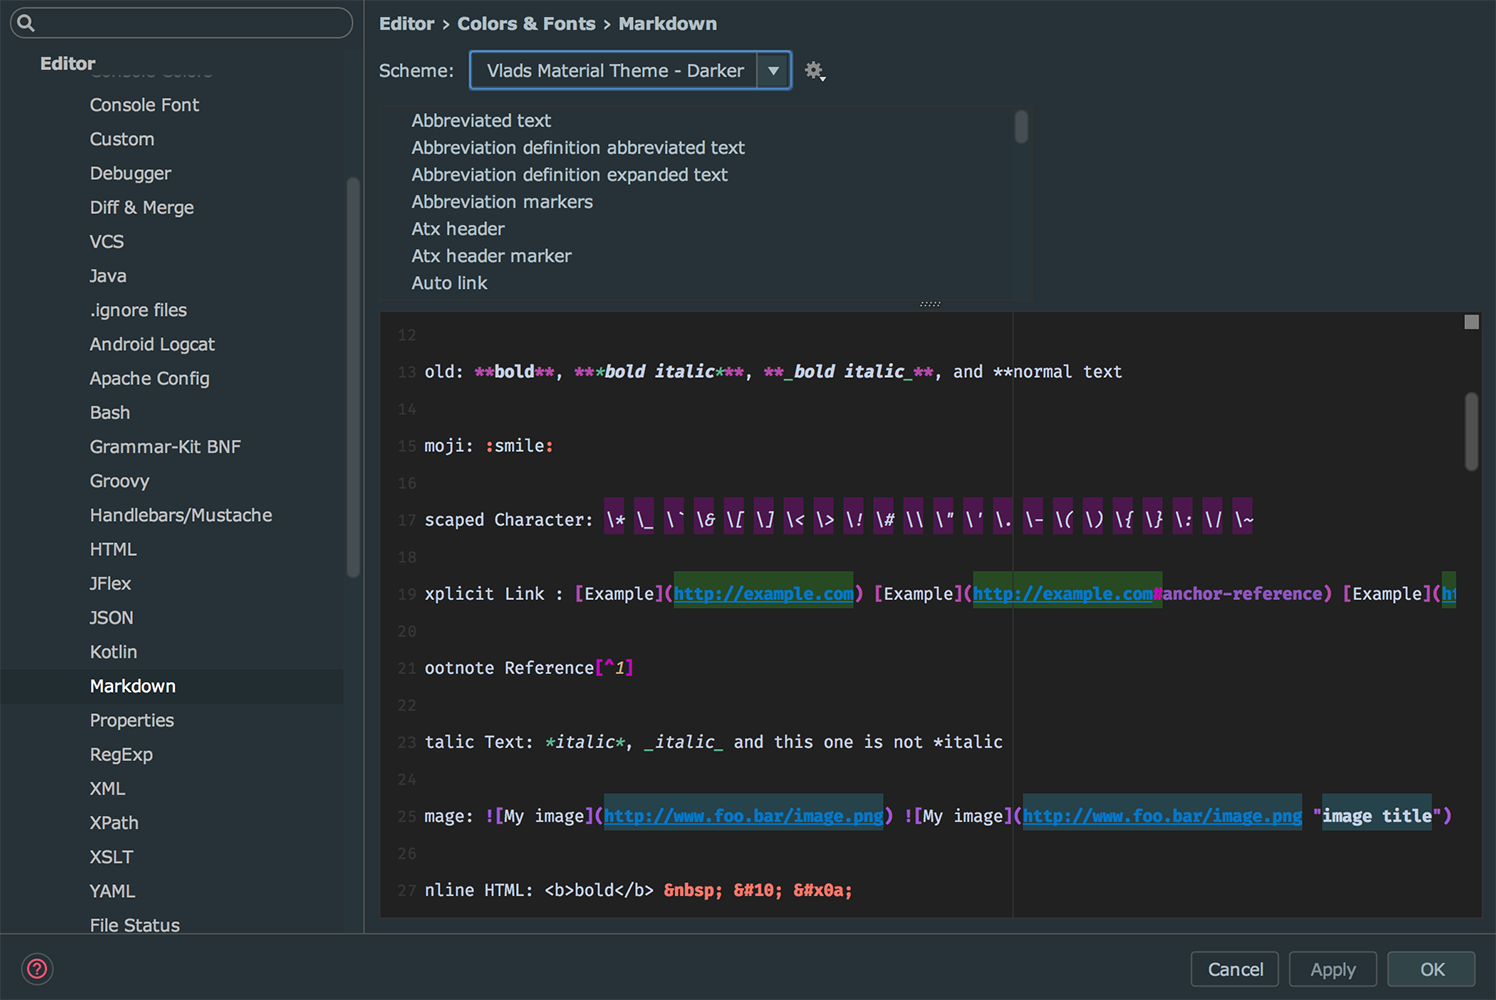 Editor › Colors & Fonts › Markdown
Editor
Console Colors
Console Font
Custom
Debugger
Diff & Merge
VCS
Java
.ignore files
Android Logcat
Apache Config
Bash
Grammar-Kit BNF
Groovy
Handlebars/Mustache
HTML
JFlex
JSON
Kotlin
Markdown
Properties
RegExp
XML
XPath
XSLT
YAML
File Status
Scheme: Vlads Material Theme - Darker
Abbreviated text
Abbreviation definition abbreviated text
Abbreviation definition expanded text
Abbreviation markers
Atx header
Atx header marker
Auto link
12
13 old: **bold**, ***bold italic***, **_bold italic_**, and **normal text
14
15 moji: :smile:
16
17 scaped Character: \* \_ \` \& \[ \] \< \> \! \# \\ \" \' \. \- \( \) \{ \} \: \| \~
18
19 xplicit Link : [Example](http://example.com) [Example](http://example.com#anchor-reference) [Example](ht
20
21 ootnote Reference[^1]
22
23 talic Text: *italic*, _italic_ and this one is not *italic
24
25 mage: ![My image](http://www.foo.bar/image.png) ![My image](http://www.foo.bar/image.png "image title")
26
27 nline HTML: <b>bold</b> &nbsp; &#10; &#x0a;
?
Cancel
Apply
OK